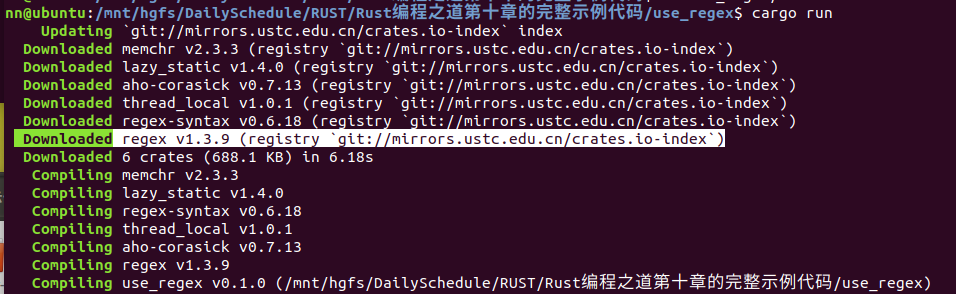 nn@ubuntu:/mnt/hgfs/DailySchedule/RUST/Rust编程之道第十章的完整示例代码/use_regex$ cargo run
Updating `git://mirrors.ustc.edu.cn/crates.io-index` index
Downloaded memchr v2.3.3 (registry `git://mirrors.ustc.edu.cn/crates.io-index`)
Downloaded lazy_static v1.4.0 (registry `git://mirrors.ustc.edu.cn/crates.io-index`)
Downloaded aho-corasick v0.7.13 (registry `git://mirrors.ustc.edu.cn/crates.io-index`)
Downloaded thread_local v1.0.1 (registry `git://mirrors.ustc.edu.cn/crates.io-index`)
Downloaded regex-syntax v0.6.18 (registry `git://mirrors.ustc.edu.cn/crates.io-index`)
Downloaded regex v1.3.9 (registry `git://mirrors.ustc.edu.cn/crates.io-index`)
Downloaded 6 crates (688.1 KB) in 6.18s
Compiling memchr v2.3.3
Compiling lazy_static v1.4.0
Compiling regex-syntax v0.6.18
Compiling thread_local v1.0.1
Compiling aho-corasick v0.7.13
Compiling regex v1.3.9
Compiling use_regex v0.1.0 (/mnt/hgfs/DailySchedule/RUST/Rust编程之道第十章的完整示例代码/use_regex)